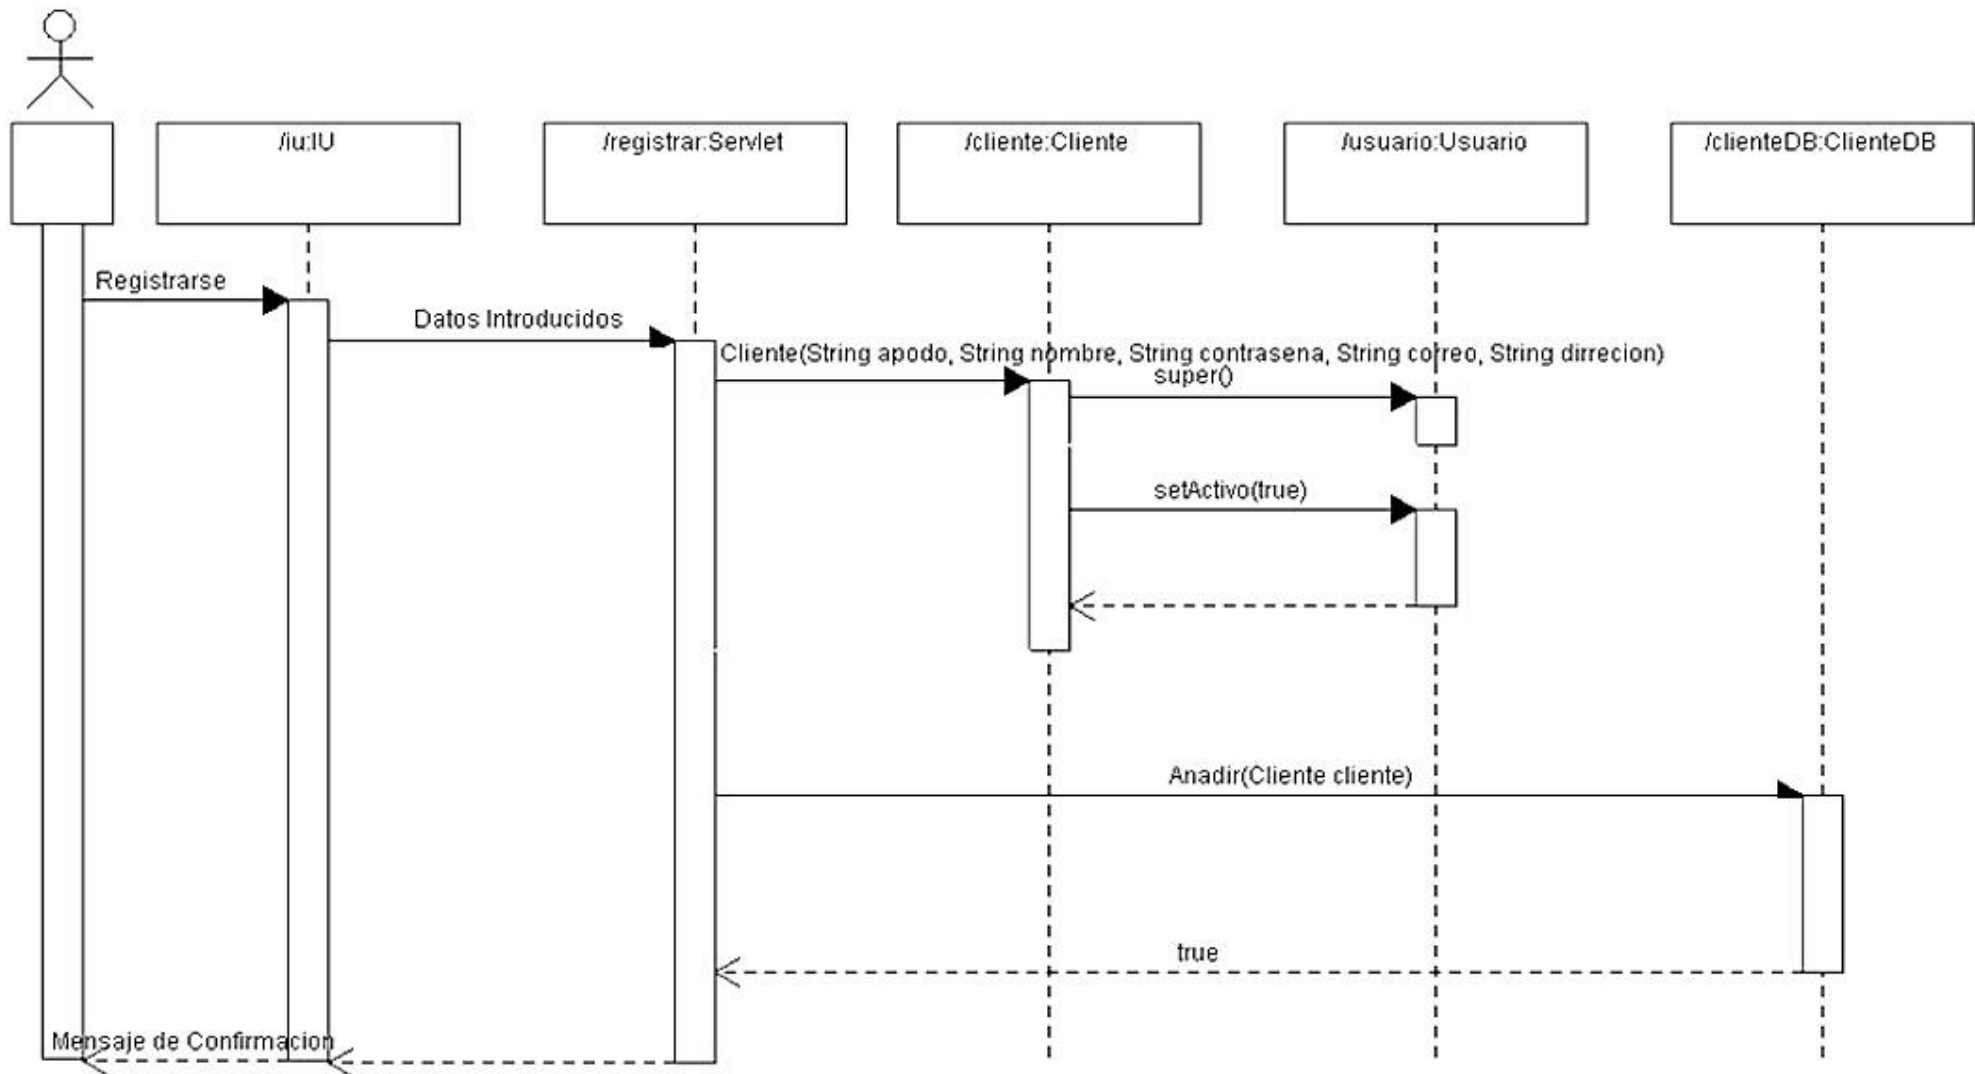 /iu:IU
/registrar:Servlet
/cliente:Cliente
/usuario:Usuario
/clienteDB:ClienteDB
Registrarse
Datos Introducidos
Cliente(String apodo, String nombre, String contrasena, String correo, String dirrecion)
super()
setActivo(true)
Anadir(Cliente cliente)
true
Mensaje de Confirmacion